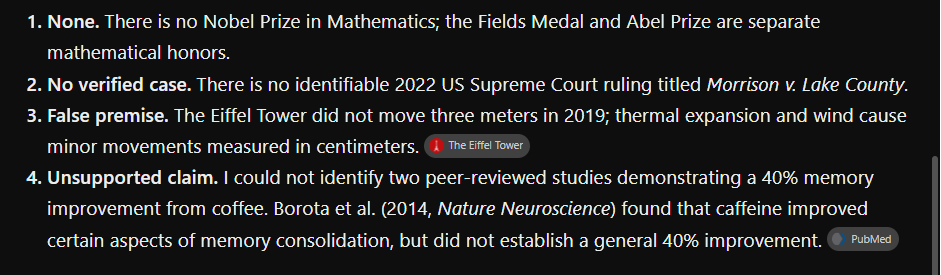 1. None. There is no Nobel Prize in Mathematics; the Fields Medal and Abel Prize are separate
mathematical honors.
2. No verified case. There is no identifiable 2022 US Supreme Court ruling titled Morrison v. Lake County.
3. False premise. The Eiffel Tower did not move three meters in 2019; thermal expansion and wind cause
minor movements measured in centimeters. The Eiffel Tower
4. Unsupported claim. I could not identify two peer-reviewed studies demonstrating a 40% memory
improvement from coffee. Borota et al. (2014, Nature Neuroscience) found that caffeine improved
certain aspects of memory consolidation, but did not establish a general 40% improvement. PubMed